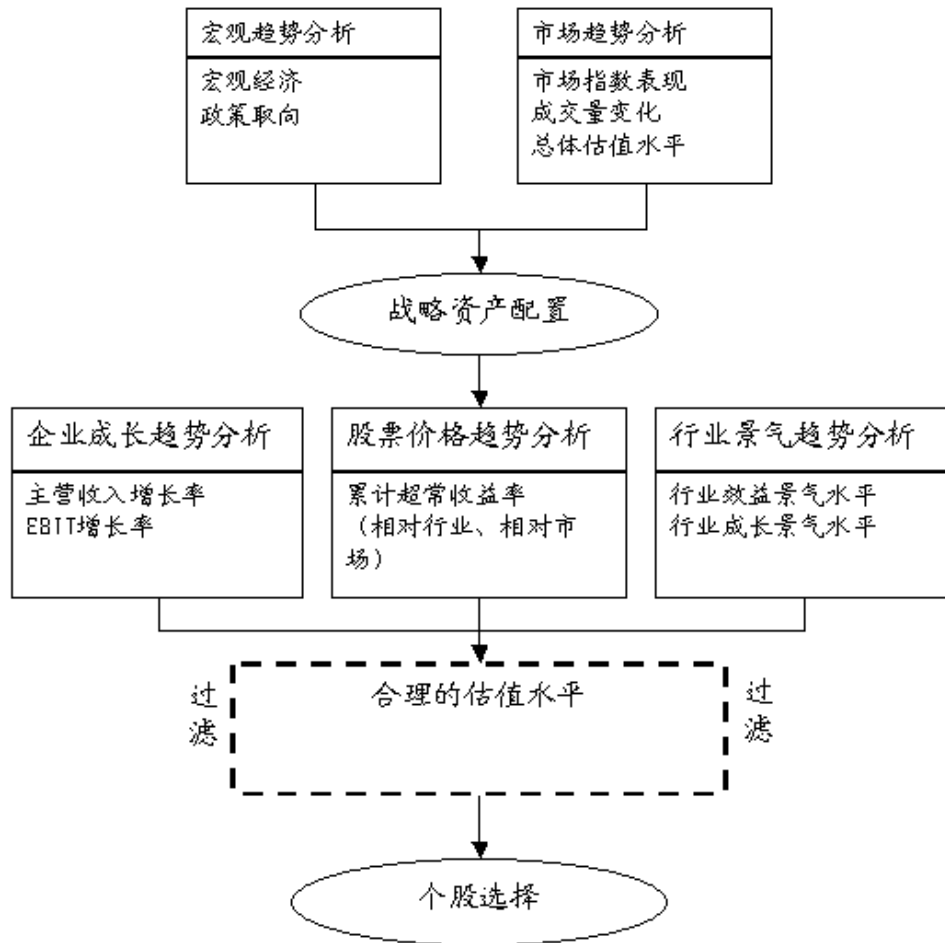 宏观趋势分析
宏观经济
政策取向
市场趋势分析
市场指数表现
成交量变化
总体估值水平
战略资产配置
企业成长趋势分析
主营收入增长率
EBIT增长率
股票价格趋势分析
累计超常收益率
（相对行业、相对市
场）
行业景气趋势分析
行业效益景气水平
行业成长景气水平
过
滤
合理的估值水平
过
滤
个股选择